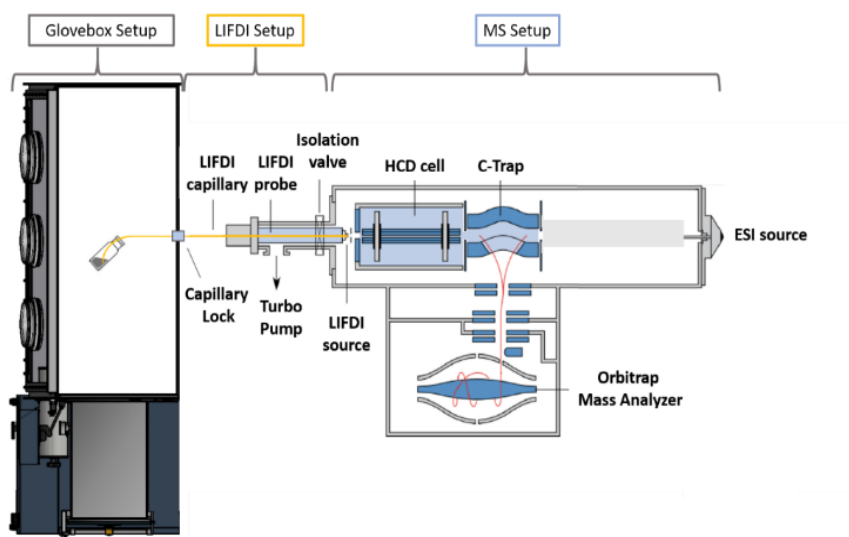 Glovebox Setup
LIFDI Setup
MS Setup
LIFDI
capillary
LIFDI
probe
Isolation
valve
HCD cell
C-Trap
ESI source
Capillary
Lock
Turbo
Pump
LIFDI
source
Orbitrap
Mass Analyzer